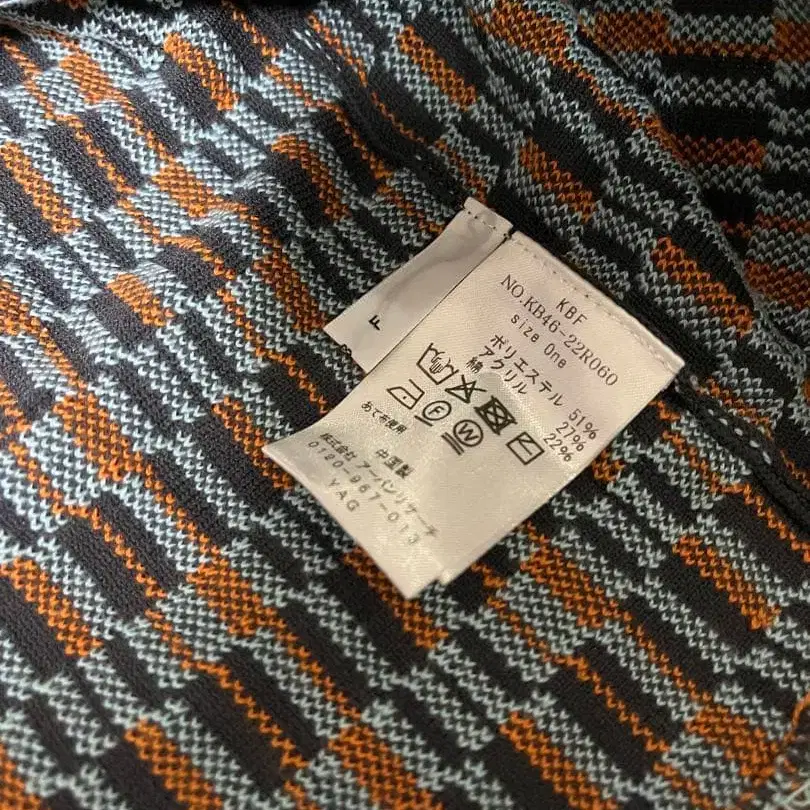 KBF
NO.KB46-22R060
size One
ポリエステル 51%
綿 27%
アクリル 22%
あて布使用
中国製
株式会社 アーバンリサーチ
0120-987-013
YAG
F